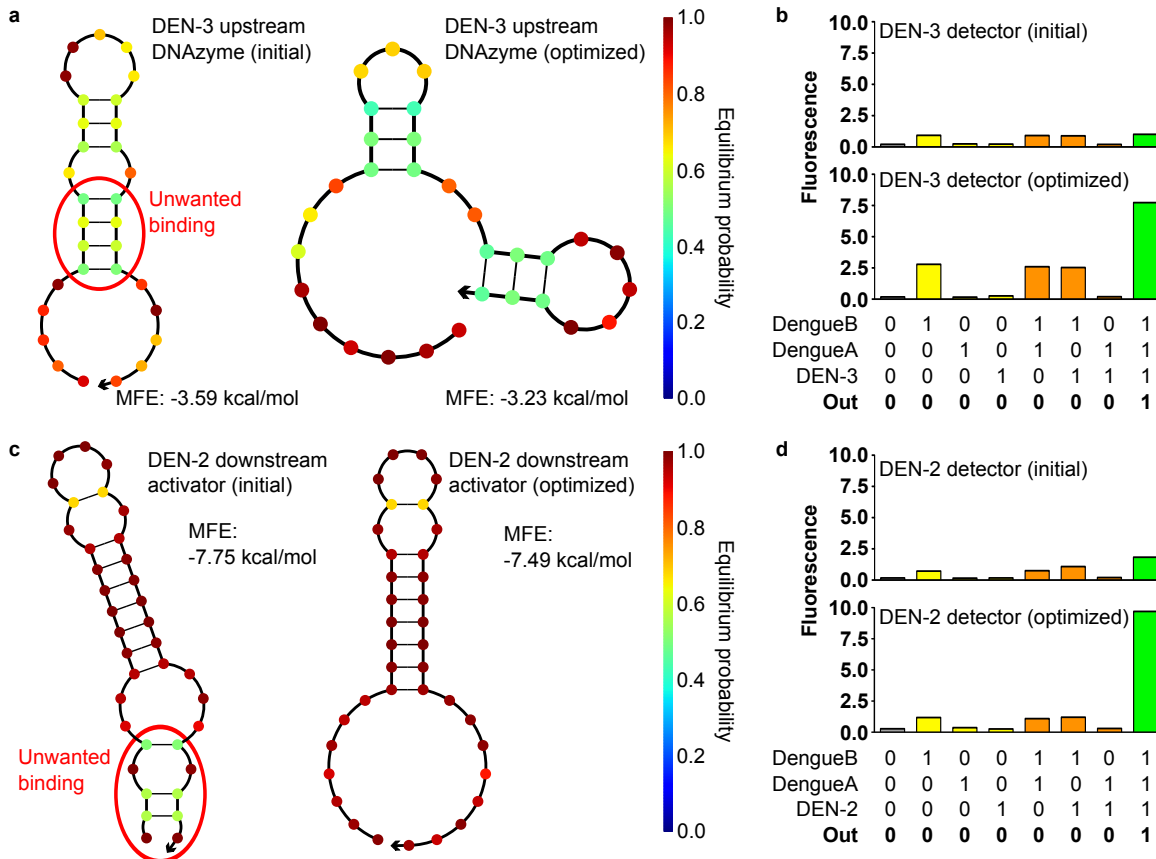 a
DEN-3 upstream
DNAzyme (initial)
DEN-3 upstream
DNAzyme (optimized)
Unwanted
binding
MFE: -3.59 kcal/mol
MFE: -3.23 kcal/mol
1.0
0.8
0.6
0.4
0.2
0.0
Equilibrium probability
b
Fluorescence
10.0
7.5
5.0
2.5
0.0
DEN-3 detector (initial)
10.0
7.5
5.0
2.5
0.0
DEN-3 detector (optimized)
DengueB 0 1 0 0 1 1 0 1
DengueA 0 0 1 0 1 0 1 1
DEN-3 0 0 0 1 0 1 1 1
Out 0 0 0 0 0 0 0 1
c
DEN-2 downstream
activator (initial)
MFE:
-7.75 kcal/mol
DEN-2 downstream
activator (optimized)
MFE:
-7.49 kcal/mol
Unwanted
binding
1.0
0.8
0.6
0.4
0.2
0.0
Equilibrium probability
d
Fluorescence
10.0
7.5
5.0
2.5
0.0
DEN-2 detector (initial)
10.0
7.5
5.0
2.5
0.0
DEN-2 detector (optimized)
DengueB 0 1 0 0 1 1 0 1
DengueA 0 0 1 0 1 0 1 1
DEN-2 0 0 0 1 0 1 1 1
Out 0 0 0 0 0 0 0 1